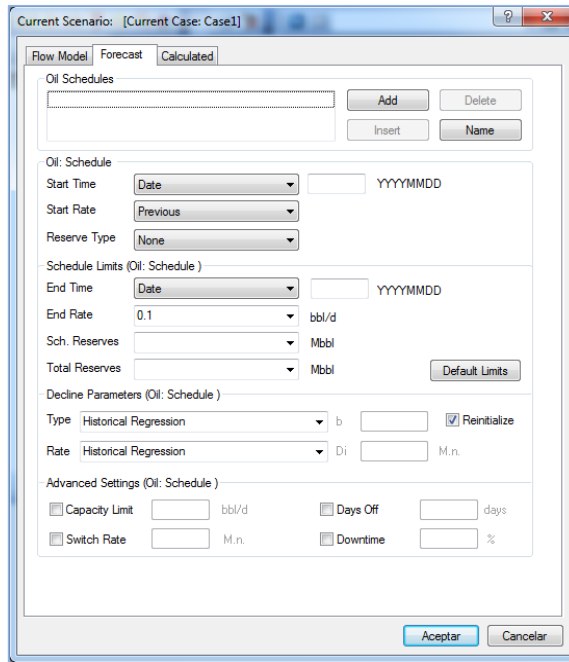 Current Scenario: [Current Case: Case1]
Flow Model Forecast Calculated
Oil Schedules
Add Delete
Insert Name
Oil: Schedule
Start Time Date YYYYMMDD
Start Rate Previous
Reserve Type None
Schedule Limits (Oil: Schedule )
End Time Date YYYYMMDD
End Rate 0.1 bbl/d
Sch. Reserves Mbbl
Total Reserves Mbbl Default Limits
Decline Parameters (Oil: Schedule )
Type Historical Regression b Reinitialize
Rate Historical Regression Di M.n.
Advanced Settings (Oil: Schedule )
Capacity Limit bbl/d Days Off days
Switch Rate M.n. Downtime %
Aceptar Cancelar